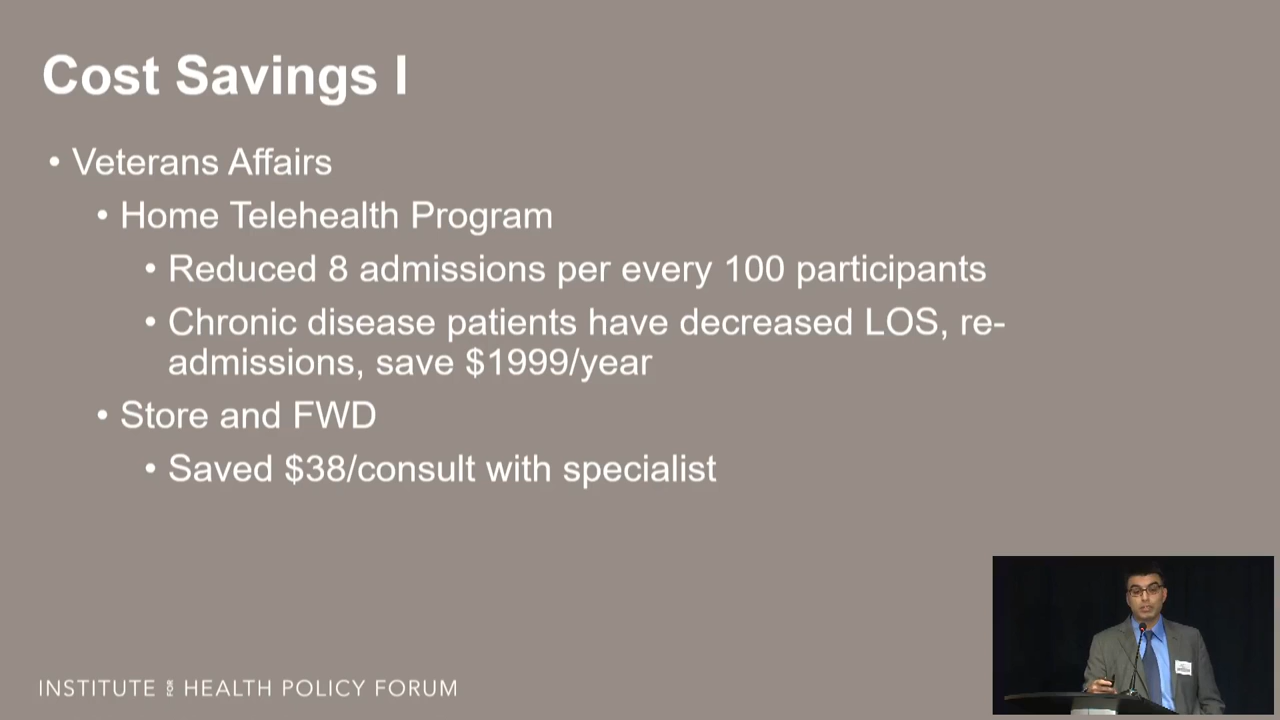 Cost Savings I
• Veterans Affairs
• Home Telehealth Program
• Reduced 8 admissions per every 100 participants
• Chronic disease patients have decreased LOS, re-
admissions, save $1999/year
• Store and FWD
• Saved $38/consult with specialist
INSTITUTE FOR HEALTH POLICY FORUM